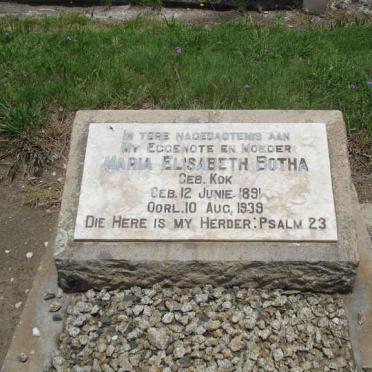 In tere nagedagtenis aan
My Eggenote en Moeder
Maria Elisabeth Botha
Geb. Kok
Geb. 12 Junie 1891
Oorl. 10 Aug. 1939
Die Here is my Herder: Psalm 23